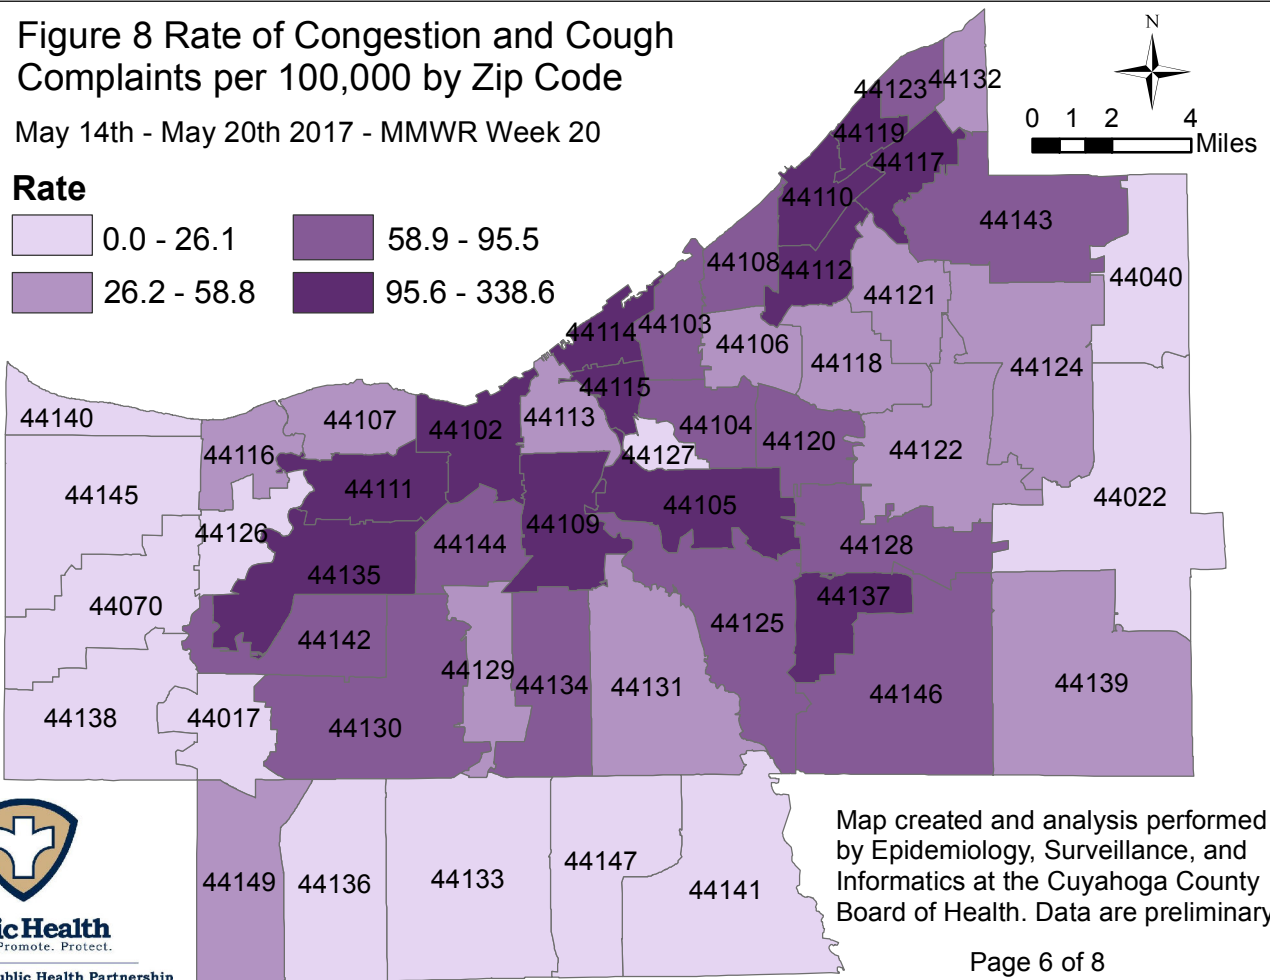 Figure 8 Rate of Congestion and Cough
Complaints per 100,000 by Zip Code
May 14th - May 20th 2017 - MMWR Week 20
Rate
0.0 - 26.1
58.9 - 95.5
26.2 - 58.8
95.6 - 338.6
N
0 1 2 4
Miles
44123
44132
44119
44117
44110
44143
44108
44112
44040
44121
44114
44103
44106
44118
44124
44115
44140
44107
44102
44113
44104
44120
44116
44127
44122
44145
44111
44105
44022
44126
44109
44144
44128
44135
44070
44137
44142
44125
44129
44134
44131
44139
44146
44138
44017
44130
44149
44136
44133
44147
44141
Map created and analysis performed
by Epidemiology, Surveillance, and
Informatics at the Cuyahoga County
Board of Health. Data are preliminary
Page 6 of 8
ic Health
Promote. Protect.
ublic Health Partnership